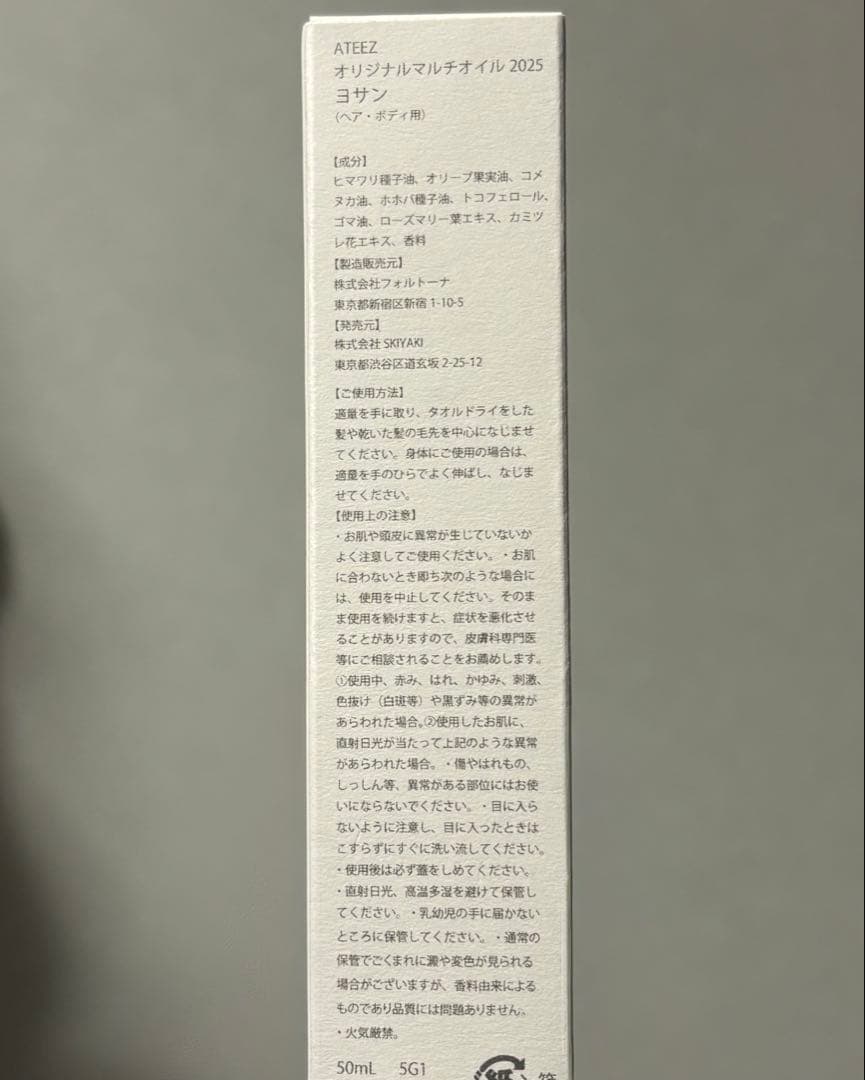 ATEEZ
オリジナルマルチオイル 2025
ヨサン
（ヘア・ボディ用）
【成分】
ヒマワリ種子油、オリーブ果実油、コメ
ヌカ油、ホホバ種子油、トコフェロール、
ゴマ油、ローズマリー葉エキス、カミツ
レ花エキス、香料
【製造販売元】
株式会社フォルトーナ
東京都新宿区新宿 1-10-5
【発売元】
株式会社 SKIYAKI
東京都渋谷区道玄坂 2-25-12
【ご使用方法】
適量を手に取り、タオルドライをした
髪や乾いた髪の毛先を中心になじませ
てください。身体にご使用の場合は、
適量を手のひらでよく伸ばし、なじま
せてください。
【使用上の注意】
・お肌や頭皮に異常が生じていないか
よく注意してご使用ください。・お肌
に合わないとき即ち次のような場合に
は、使用を中止してください。そのま
ま使用を続けますと、症状を悪化させ
ることがありますので、皮膚科専門医
等にご相談されることをお薦めします。
①使用中、赤み、はれ、かゆみ、刺激、
色抜け（白斑等）や黒ずみ等の異常が
あらわれた場合。②使用したお肌に、
直射日光が当たって上記のような異常
があらわれた場合。・傷やはれもの、
しっしん等、異常がある部位にはお使
いにならないでください。・目に入ら
ないように注意し、目に入ったときは
こすらずにすぐに洗い流してください。
・使用後は必ず蓋をしめてください。
・直射日光、高温多湿を避けて保管し
てください。・乳幼児の手に届かない
ところに保管してください。・通常の
保管でごくまれに澱や変色が見られる
場合がございますが、香料由来による
ものであり品質には問題ありません。
・火気厳禁。
50mL 5G1